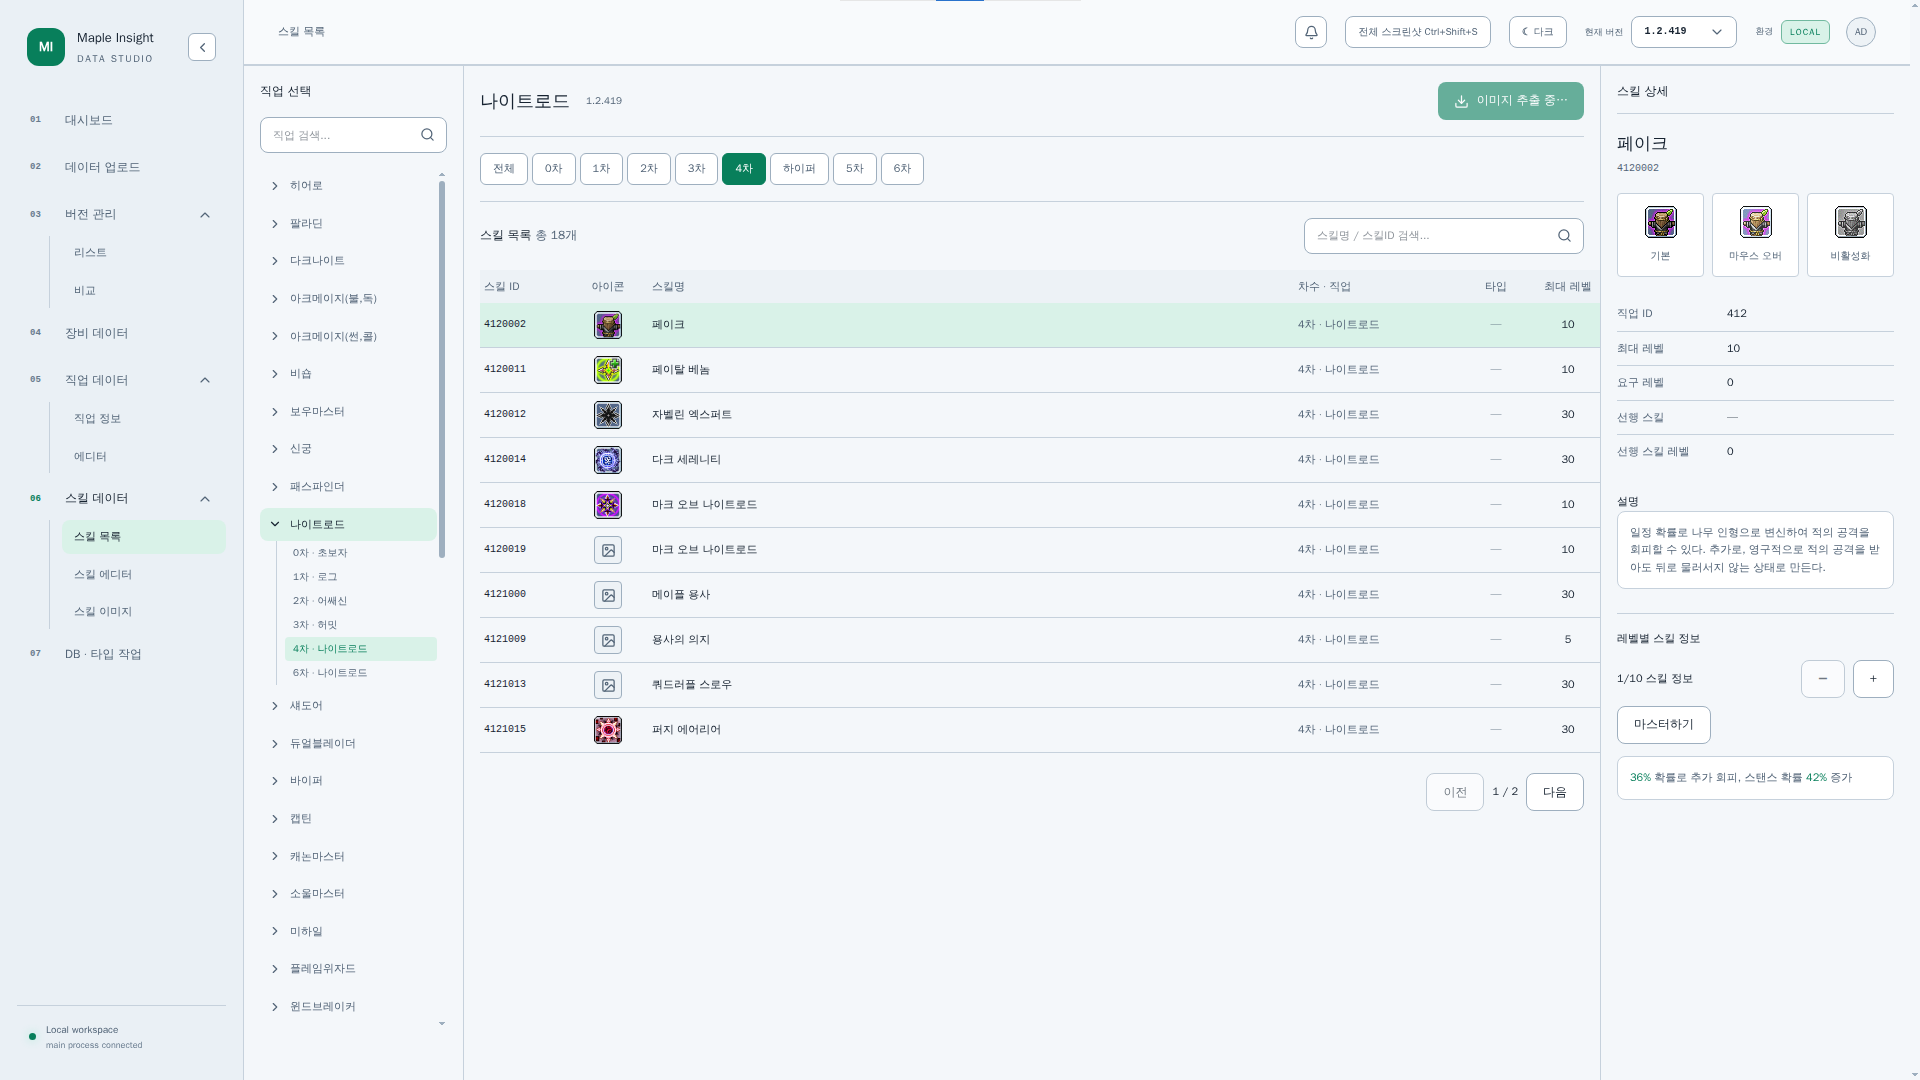 MI
Maple Insight
DATA STUDIO
01 대시보드
02 데이터 업로드
03 버전 관리
리스트
비교
04 장비 데이터
05 직업 데이터
직업 정보
에디터
06 스킬 데이터
스킬 목록
스킬 에디터
스킬 이미지
07 DB · 타입 작업
Local workspace
main process connected
스킬 목록
전체 스크린샷 Ctrl+Shift+S
다크
현재 버전 1.2.419
환경 LOCAL
AD
직업 선택
직업 검색...
히어로
팔라딘
다크나이트
아크메이지(불,독)
아크메이지(썬,콜)
비숍
보우마스터
신궁
패스파인더
나이트로드
0차 · 초보자
1차 · 로그
2차 · 어쌔신
3차 · 허밋
4차 · 나이트로드
6차 · 나이트로드
섀도어
듀얼블레이더
바이퍼
캡틴
캐논마스터
소울마스터
미하일
플레임위자드
윈드브레이커
나이트로드 1.2.419
이미지 추출 중…
전체 0차 1차 2차 3차 4차 하이퍼 5차 6차
스킬 목록 총 18개
스킬명 / 스킬ID 검색...
스킬 ID 아이콘 스킬명 차수 · 직업 타입 최대 레벨
4120002 페이크 4차 · 나이트로드 — 10
4120011 페이탈 베놈 4차 · 나이트로드 — 10
4120012 자벨린 엑스퍼트 4차 · 나이트로드 — 30
4120014 다크 세레니티 4차 · 나이트로드 — 30
4120018 마크 오브 나이트로드 4차 · 나이트로드 — 10
4120019 마크 오브 나이트로드 4차 · 나이트로드 — 10
4121000 메이플 용사 4차 · 나이트로드 — 30
4121009 용사의 의지 4차 · 나이트로드 — 5
4121013 쿼드러플 스로우 4차 · 나이트로드 — 30
4121015 퍼지 에어리어 4차 · 나이트로드 — 30
이전 1 / 2 다음
스킬 상세
페이크
4120002
기본 마우스 오버 비활성화
직업 ID 412
최대 레벨 10
요구 레벨 0
선행 스킬 —
선행 스킬 레벨 0
설명
일정 확률로 나무 인형으로 변신하여 적의 공격을
회피할 수 있다. 추가로, 영구적으로 적의 공격을 받
아도 뒤로 물러서지 않는 상태로 만든다.
레벨별 스킬 정보
1/10 스킬 정보 − +
마스터하기
36% 확률로 추가 회피, 스탠스 확률 42% 증가